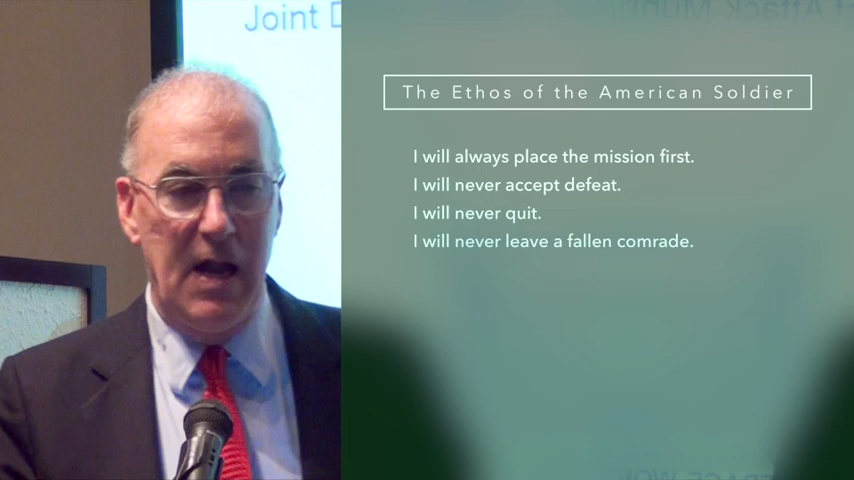 Joint
The Ethos of the American Soldier
I will always place the mission first.
I will never accept defeat.
I will never quit.
I will never leave a fallen comrade.